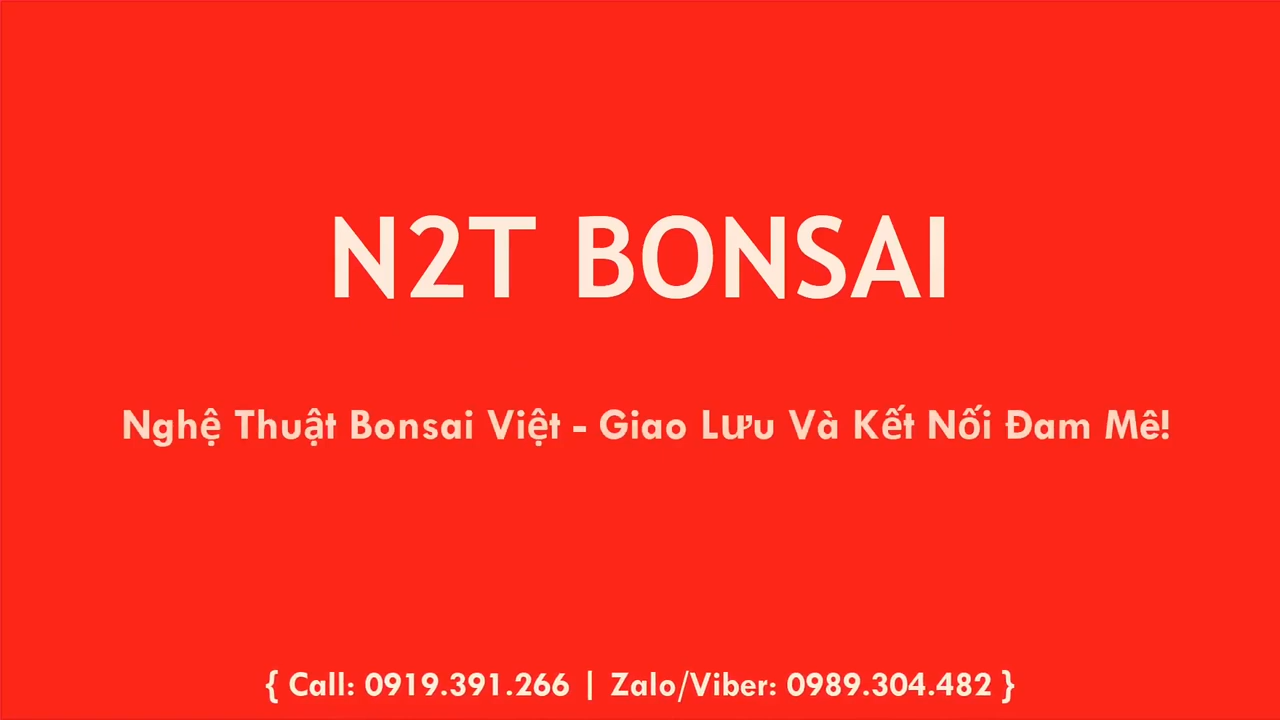 N2T BONSAI
Nghệ Thuật Bonsai Việt - Giao Lưu Và Kết Nối Đam Mê!
{ Call: 0919.391.266 | Zalo/Viber: 0989.304.482 }